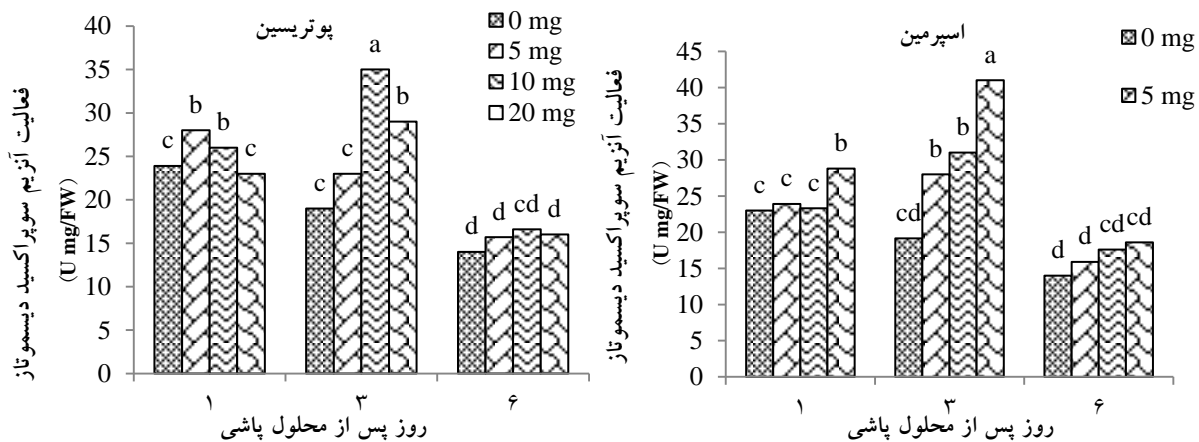 پوتریسین
فعالیت آنزیم سوپراکسید دیسموتاز
(U mg/FW)
40
35
30
25
20
15
10
5
0
0 mg
5 mg
10 mg
20 mg
c b b c
c c a b
d d cd d
۱ ۳ ۶
روز پس از محلول پاشی
اسپرمین
فعالیت آنزیم سوپراکسید دیسموتاز
(U mg/FW)
45
40
35
30
25
20
15
10
5
0
0 mg
5 mg
c c c b
cd b b a
d d cd cd
۱ ۳ ۶
روز پس از محلول پاشی